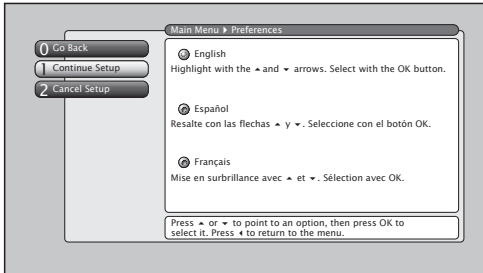 Main Menu ▶ Preferences
0 Go Back
1 Continue Setup
2 Cancel Setup
English
Highlight with the ▲ and ▼ arrows. Select with the OK button.
Español
Resalte con las flechas ▲ y ▼. Seleccione con el botón OK.
Français
Mise en surbrillance avec ▲ et ▼. Sélection avec OK.
Press ▲ or ▼ to point to an option, then press OK to
select it. Press ◀ to return to the menu.